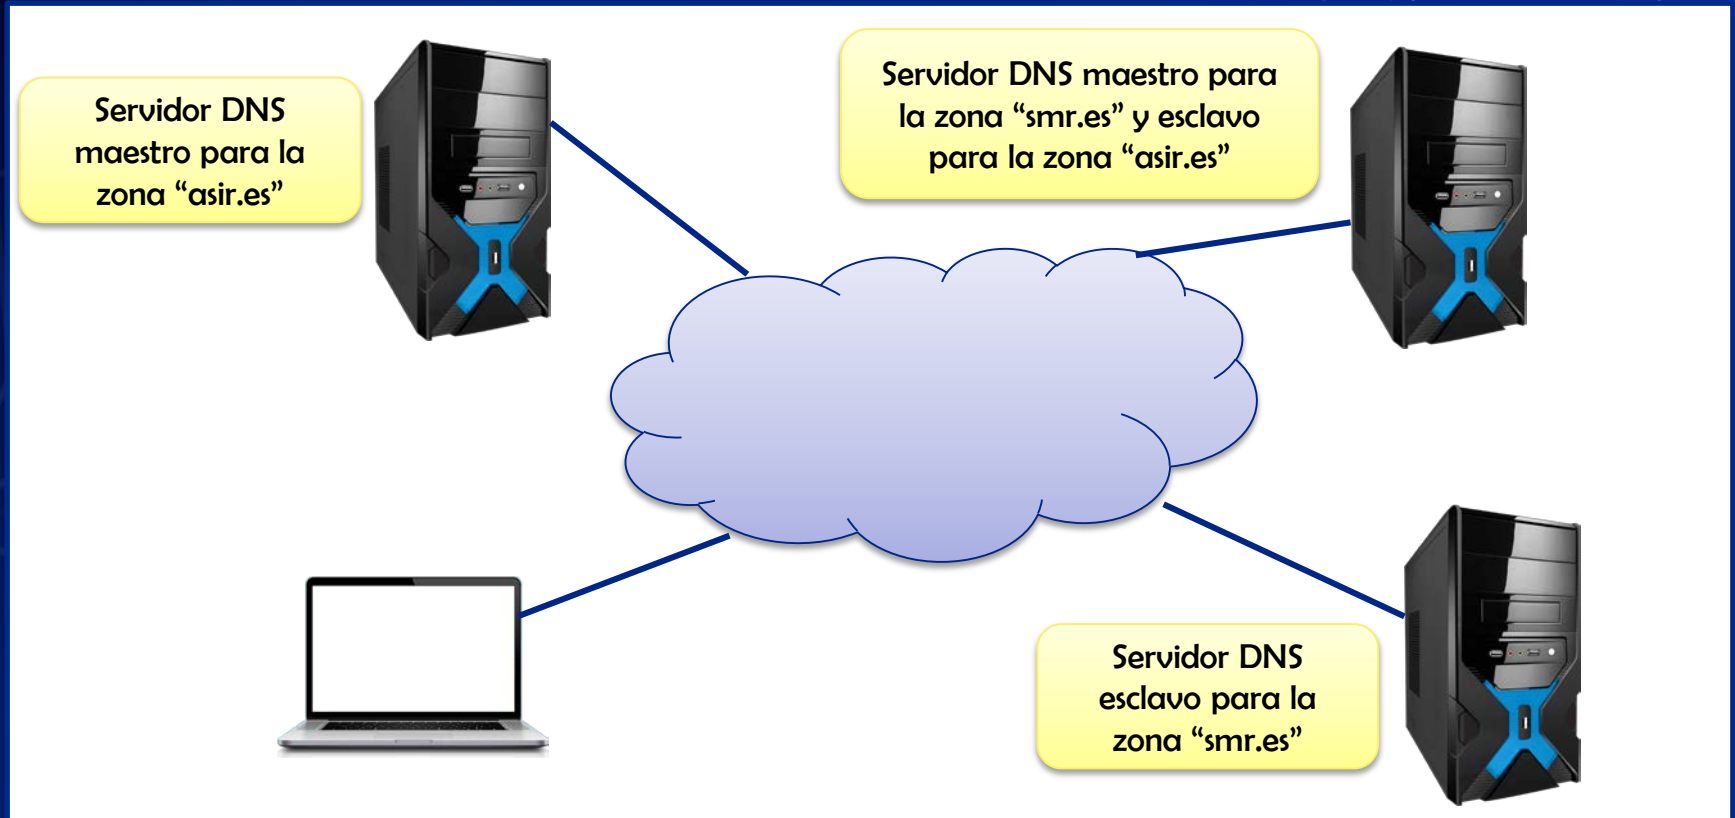 Servidor DNS
maestro para la
zona “asir.es”
Servidor DNS maestro para
la zona “smr.es” y esclavo
para la zona “asir.es”
Servidor DNS
esclavo para la
zona “smr.es”